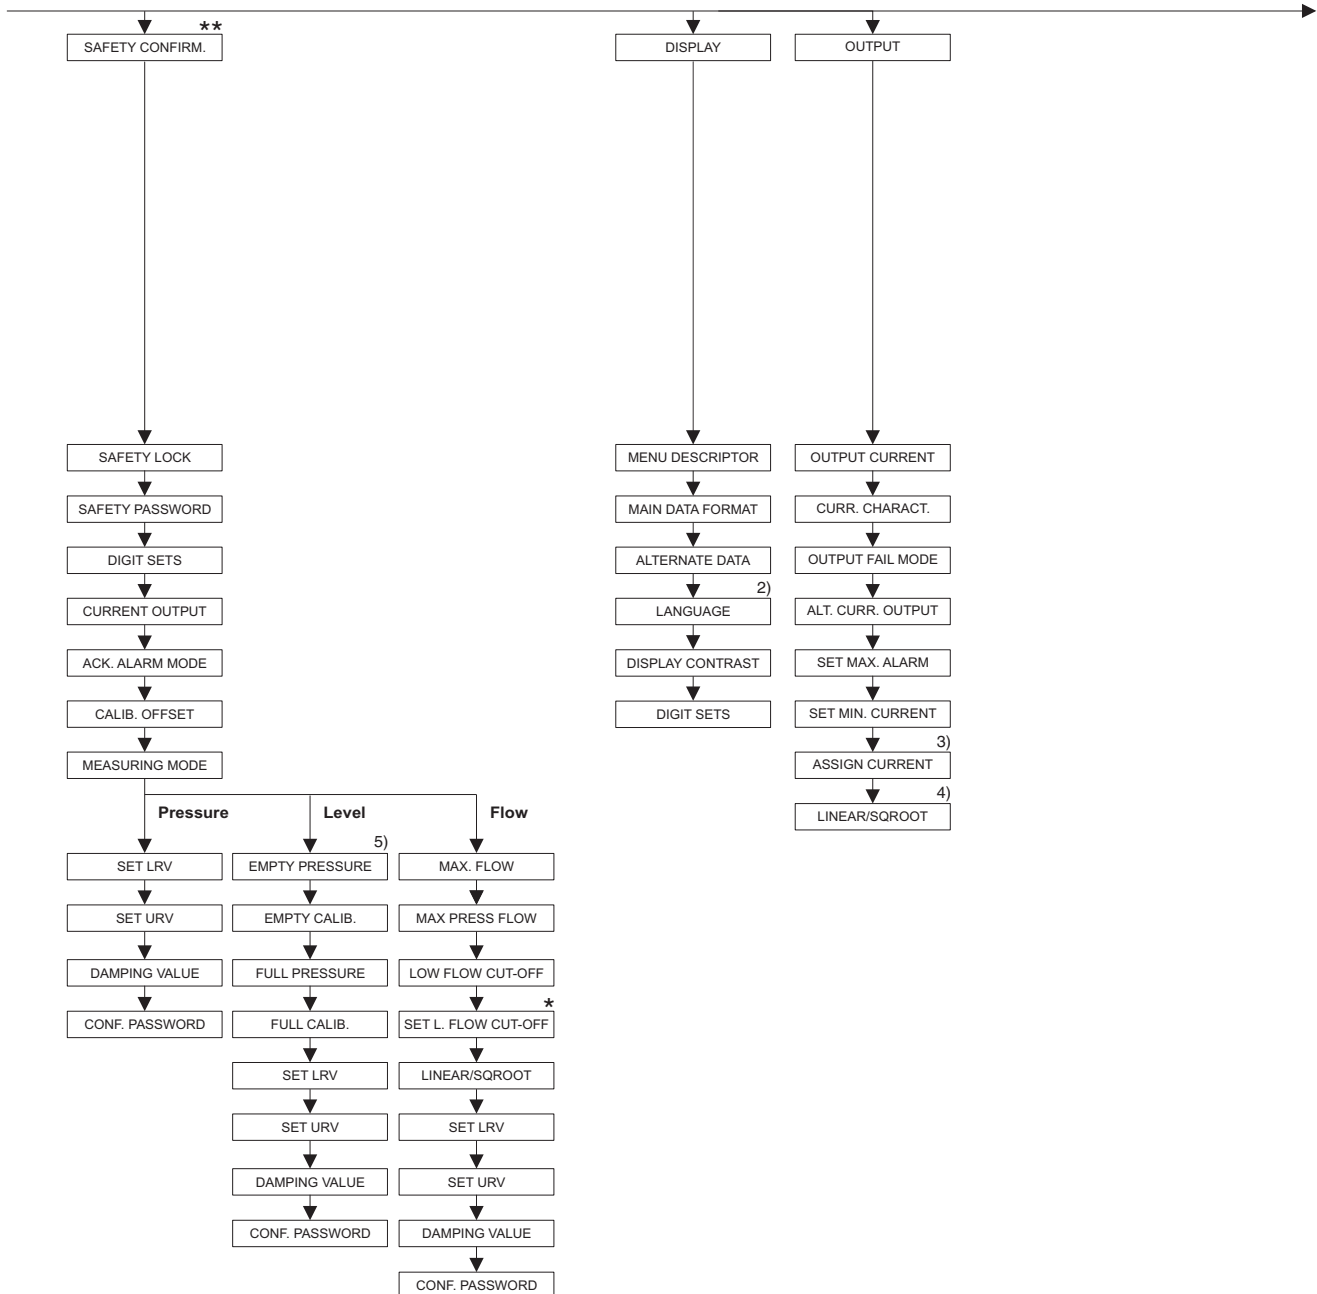 **
SAFETY CONFIRM.
DISPLAY
OUTPUT
SAFETY LOCK
SAFETY PASSWORD
DIGIT SETS
CURRENT OUTPUT
ACK. ALARM MODE
CALIB. OFFSET
MEASURING MODE
Pressure
SET LRV
SET URV
DAMPING VALUE
CONF. PASSWORD
Level
5)
EMPTY PRESSURE
EMPTY CALIB.
FULL PRESSURE
FULL CALIB.
SET LRV
SET URV
DAMPING VALUE
CONF. PASSWORD
Flow
MAX. FLOW
MAX PRESS FLOW
LOW FLOW CUT-OFF
*
SET L. FLOW CUT-OFF
LINEAR/SQROOT
SET LRV
SET URV
DAMPING VALUE
CONF. PASSWORD
MENU DESCRIPTOR
MAIN DATA FORMAT
ALTERNATE DATA
2)
LANGUAGE
DISPLAY CONTRAST
DIGIT SETS
OUTPUT CURRENT
CURR. CHARACT.
OUTPUT FAIL MODE
ALT. CURR. OUTPUT
SET MAX. ALARM
SET MIN. CURRENT
3)
ASSIGN CURRENT
4)
LINEAR/SQROOT